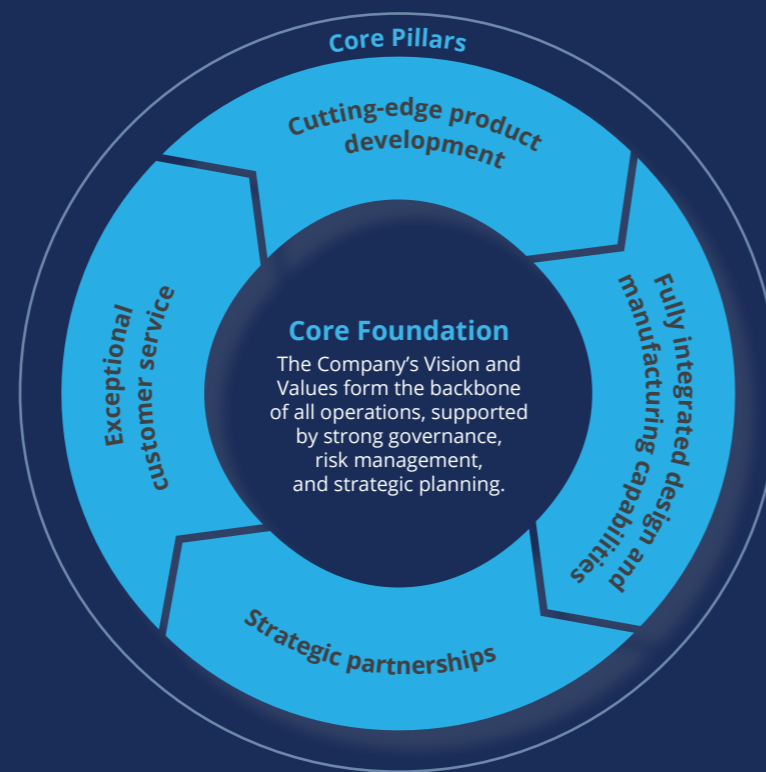 Core Pillars
Cutting-edge product
development
Fully integrated design and
manufacturing capabilities
Strategic partnerships
Exceptional
customer service
Core Foundation
The Company’s Vision and
Values form the backbone
of all operations, supported
by strong governance,
risk management,
and strategic planning.